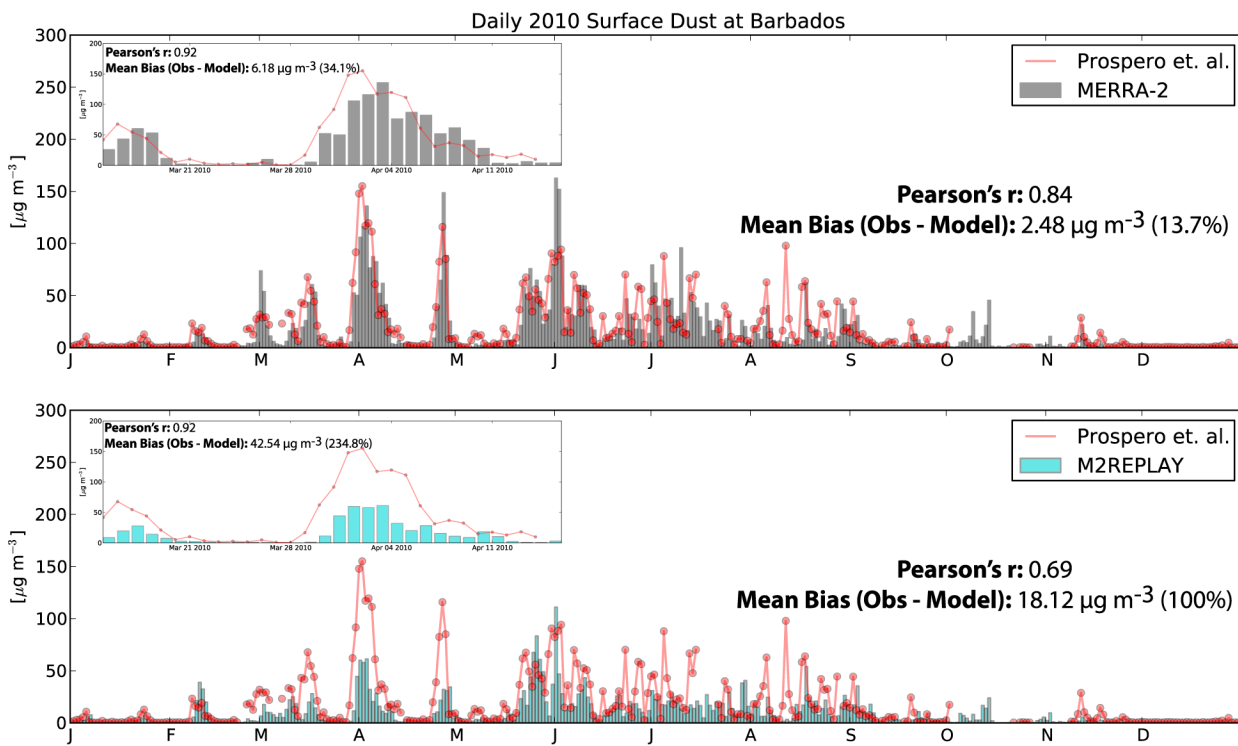 Daily 2010 Surface Dust at Barbados
300
250
200
150
100
50
0
[μg m⁻³]
Pearson's r: 0.92
Mean Bias (Obs - Model): 6.18 μg m⁻³ (34.1%)
200
150
100
50
0
[μg m⁻³]
Mar 21 2010 Mar 28 2010 Apr 04 2010 Apr 11 2010
Prospero et. al.
MERRA-2
Pearson's r: 0.84
Mean Bias (Obs - Model): 2.48 μg m⁻³ (13.7%)
J F M A M J J A S O N D
300
250
200
150
100
50
0
[μg m⁻³]
Pearson's r: 0.92
Mean Bias (Obs - Model): 42.54 μg m⁻³ (234.8%)
200
150
100
50
0
[μg m⁻³]
Mar 21 2010 Mar 28 2010 Apr 04 2010 Apr 11 2010
Prospero et. al.
M2REPLAY
Pearson's r: 0.69
Mean Bias (Obs - Model): 18.12 μg m⁻³ (100%)
J F M A M J J A S O N D